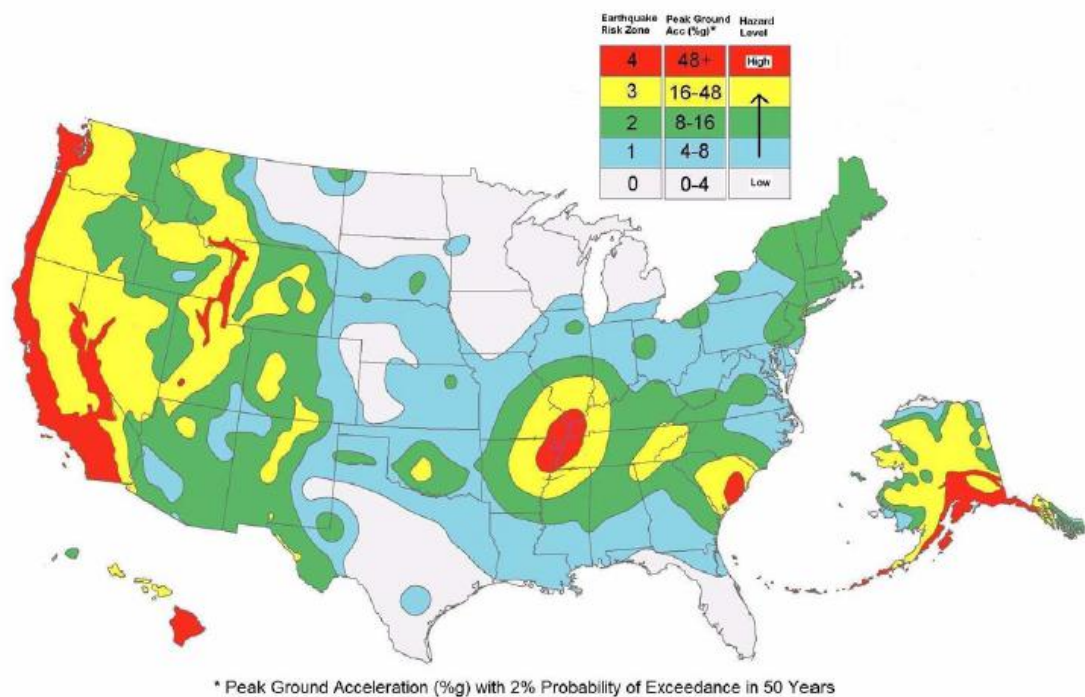 Earthquake Risk Zone Peak Ground Acc (%g)* Hazard Level
4 48+ High
3 16-48
2 8-16
1 4-8
0 0-4 Low
* Peak Ground Acceleration (%g) with 2% Probability of Exceedance in 50 Years